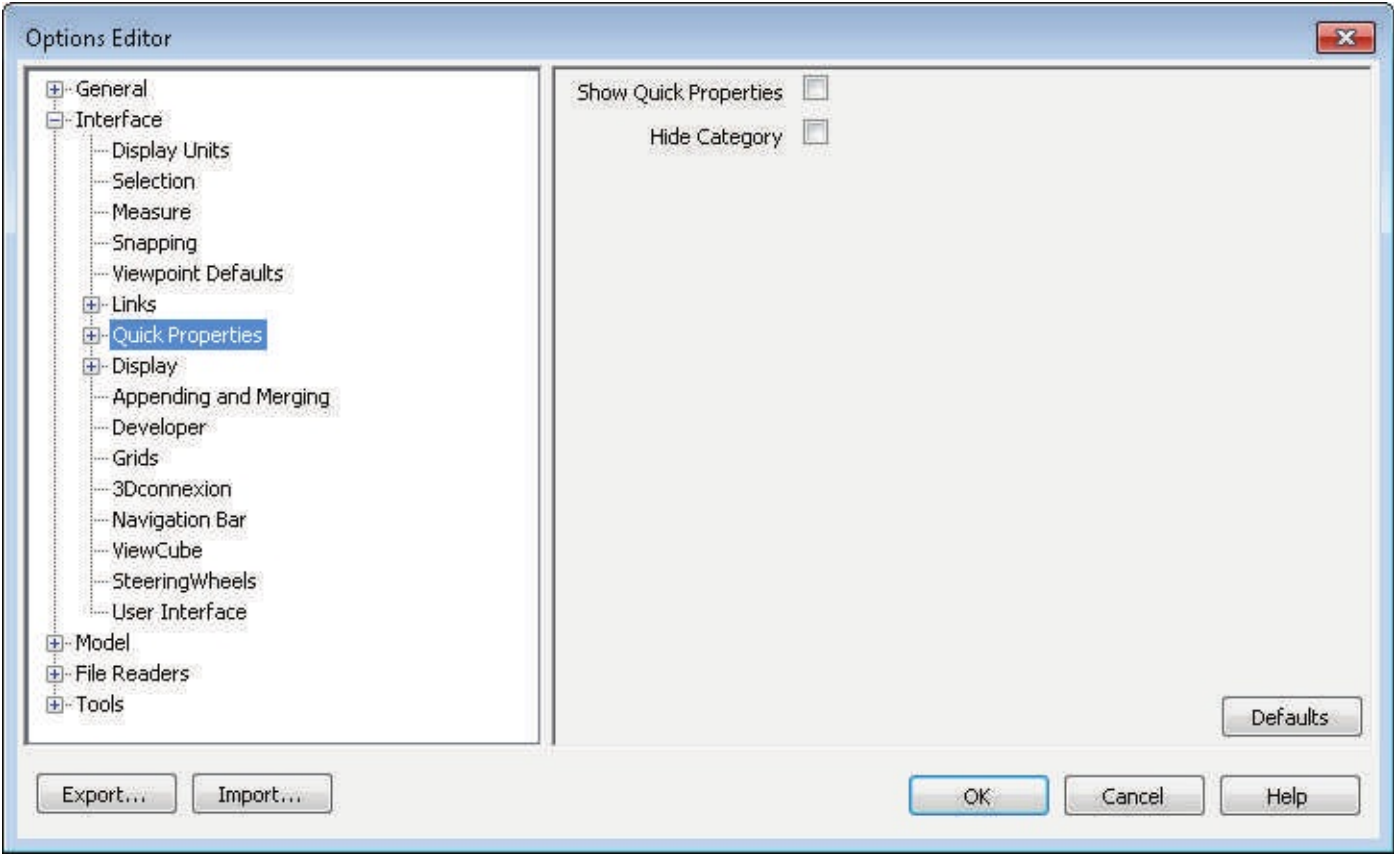 Options Editor
General
Interface
Display Units
Selection
Measure
Snapping
Viewpoint Defaults
Links
Quick Properties
Display
Appending and Merging
Developer
Grids
3Dconnexion
Navigation Bar
ViewCube
SteeringWheels
User Interface
Model
File Readers
Tools
Show Quick Properties
Hide Category
Defaults
Export...
Import...
OK
Cancel
Help